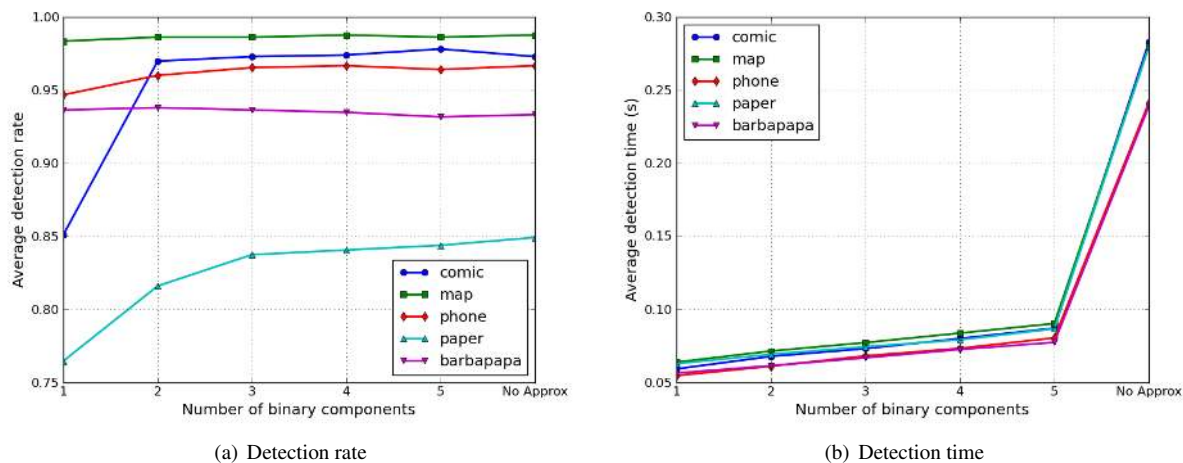 1.00
0.95
0.90
0.85
0.80
0.75
Average detection rate
comic
map
phone
paper
barbapapa
1 2 3 4 5 No Approx
Number of binary components
(a) Detection rate
0.30
0.25
0.20
0.15
0.10
0.05
Average detection time (s)
comic
map
phone
paper
barbapapa
1 2 3 4 5 No Approx
Number of binary components
(b) Detection time